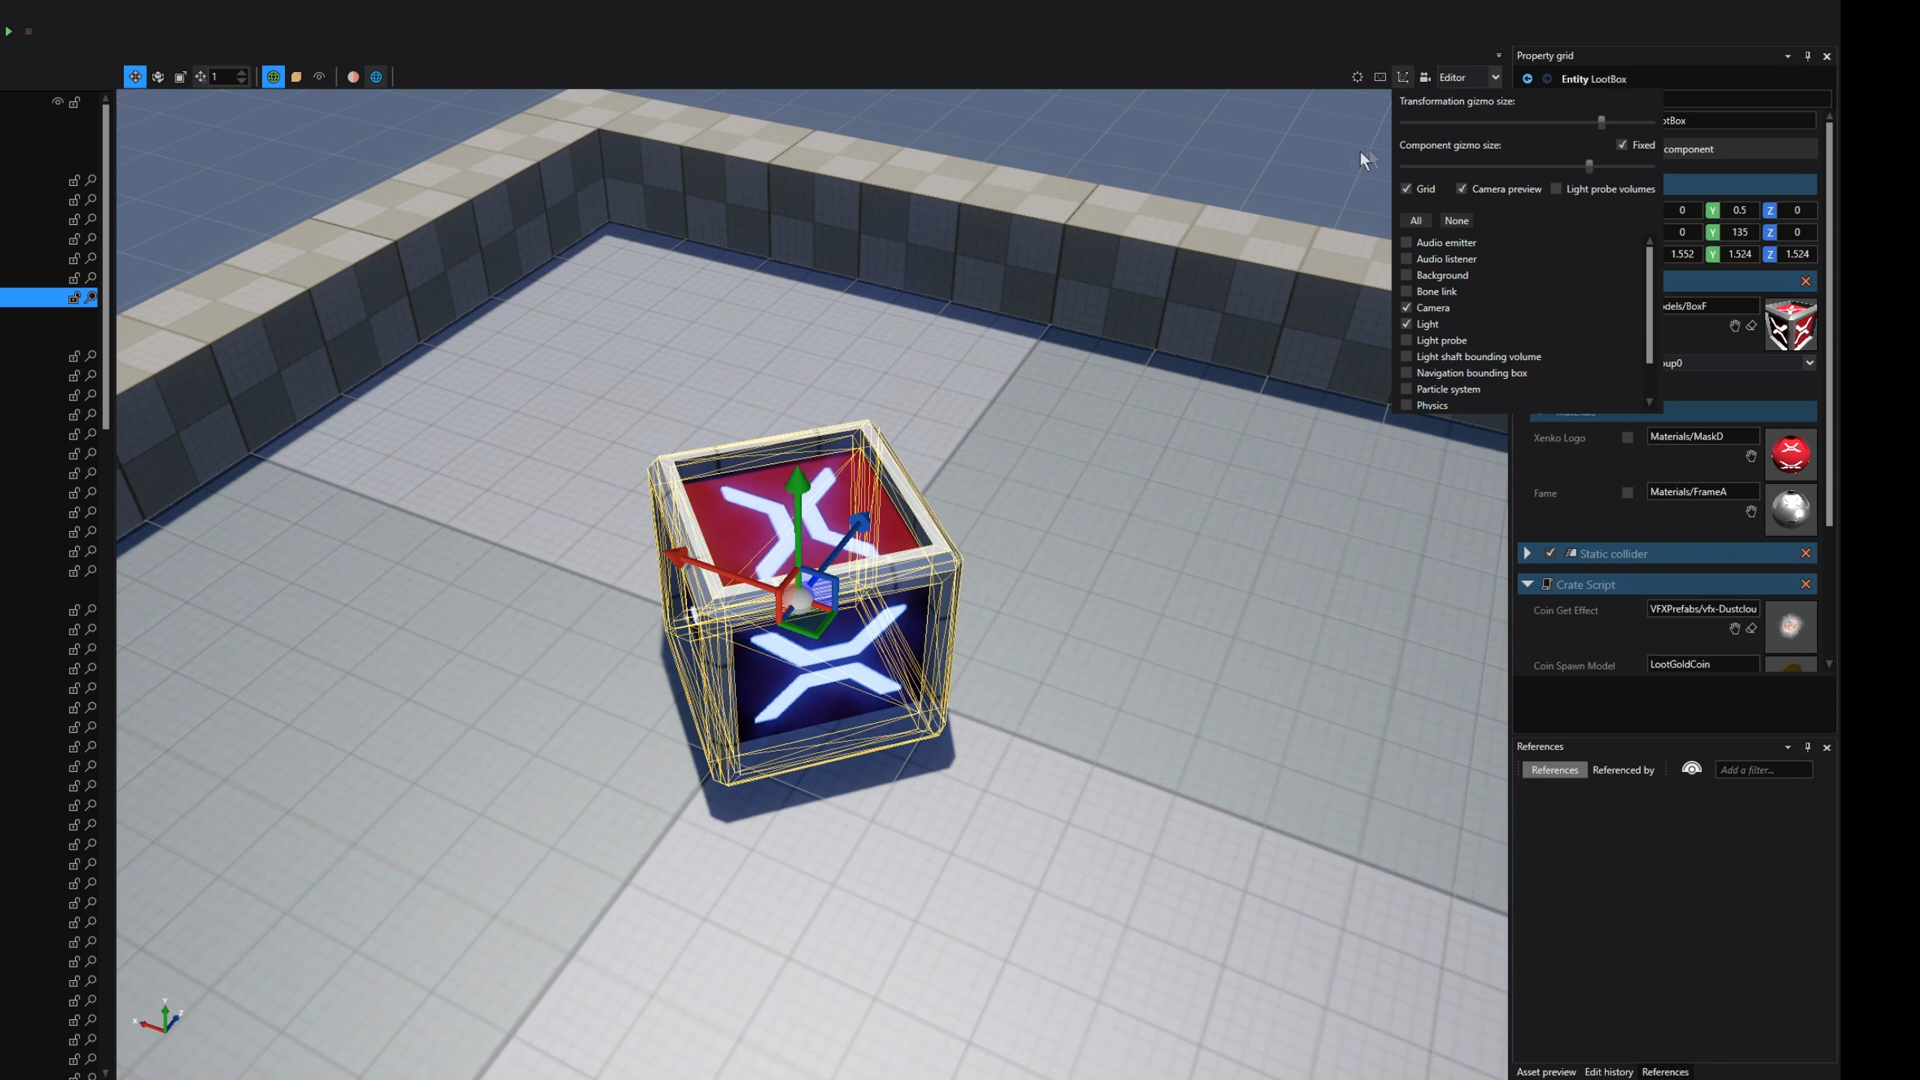 Property grid
1
Editor
Entity LootBox
Transformation gizmo size:
otBox
Component gizmo size:
Fixed
component
Grid
Camera preview
Light probe volumes
0 Y 0.5 Z 0
All
None
0 Y 135 Z 0
Audio emitter
1.552 Y 1.524 Z 1.524
Audio listener
Background
Bone link
Camera
odels/BoxF
Light
Light probe
Light shaft bounding volume
oup0
Navigation bounding box
Particle system
Physics
Xenko Logo
Materials/MaskD
Fame
Materials/FrameA
Static collider
Crate Script
Coin Get Effect
VFXPrefabs/vfx-Dustclou
Coin Spawn Model
LootGoldCoin
References
References
Referenced by
Add a filter...
Y
X
Z
Asset preview
Edit history
References